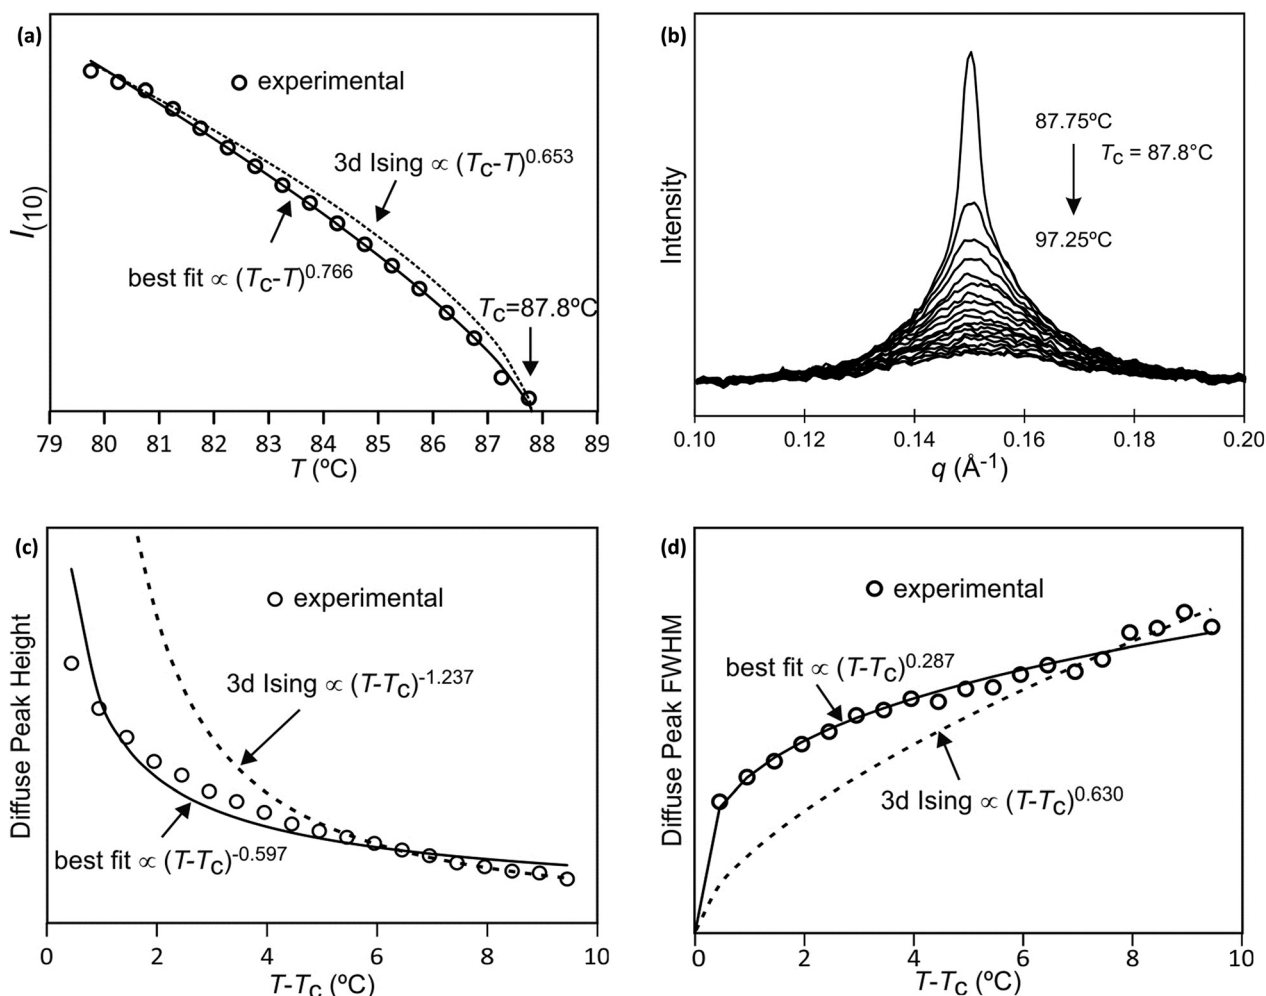 (a)
experimental
3d Ising ∝ (TC-T)0.653
best fit ∝ (TC-T)0.766
TC=87.8ºC
I(10)
79 80 81 82 83 84 85 86 87 88 89
T (ºC)
(b)
87.75ºC
TC = 87.8°C
97.25ºC
Intensity
0.10 0.12 0.14 0.16 0.18 0.20
q (Å-1)
(c)
experimental
3d Ising ∝ (T-TC)-1.237
best fit ∝ (T-TC)-0.597
Diffuse Peak Height
0 2 4 6 8 10
T-TC (ºC)
(d)
experimental
best fit ∝ (T-TC)0.287
3d Ising ∝ (T-TC)0.630
Diffuse Peak FWHM
0 2 4 6 8 10
T-TC (ºC)